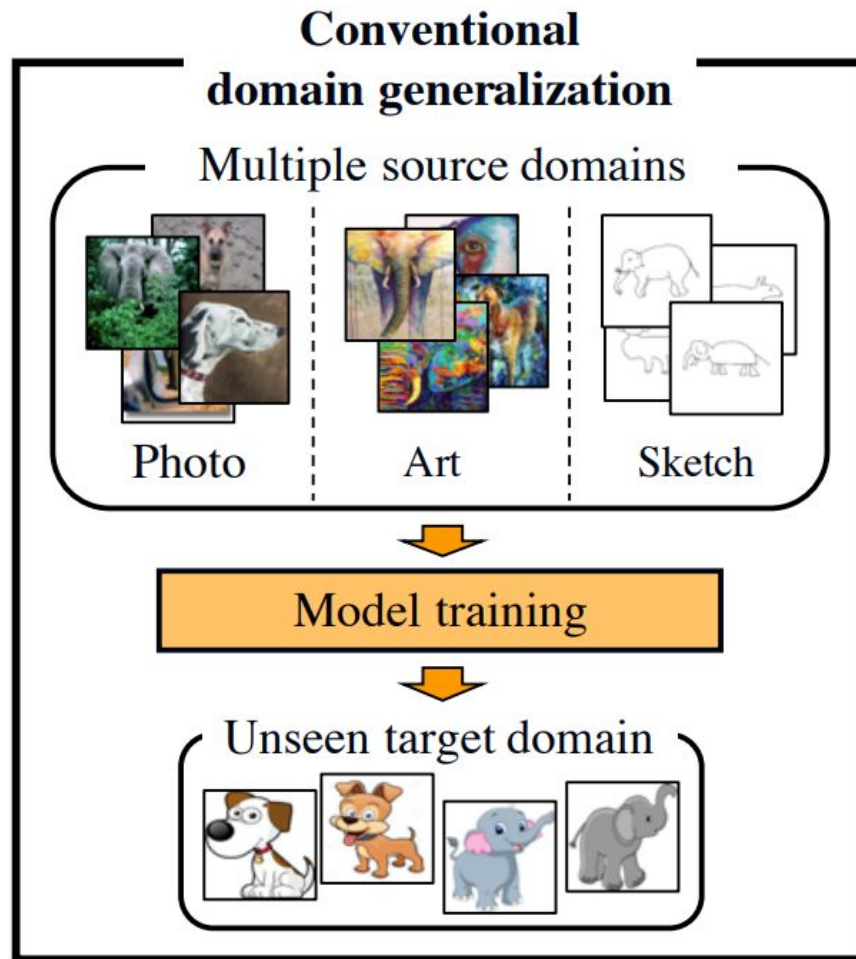 Conventional
domain generalization
Multiple source domains
Photo
Art
Sketch
Model training
Unseen target domain